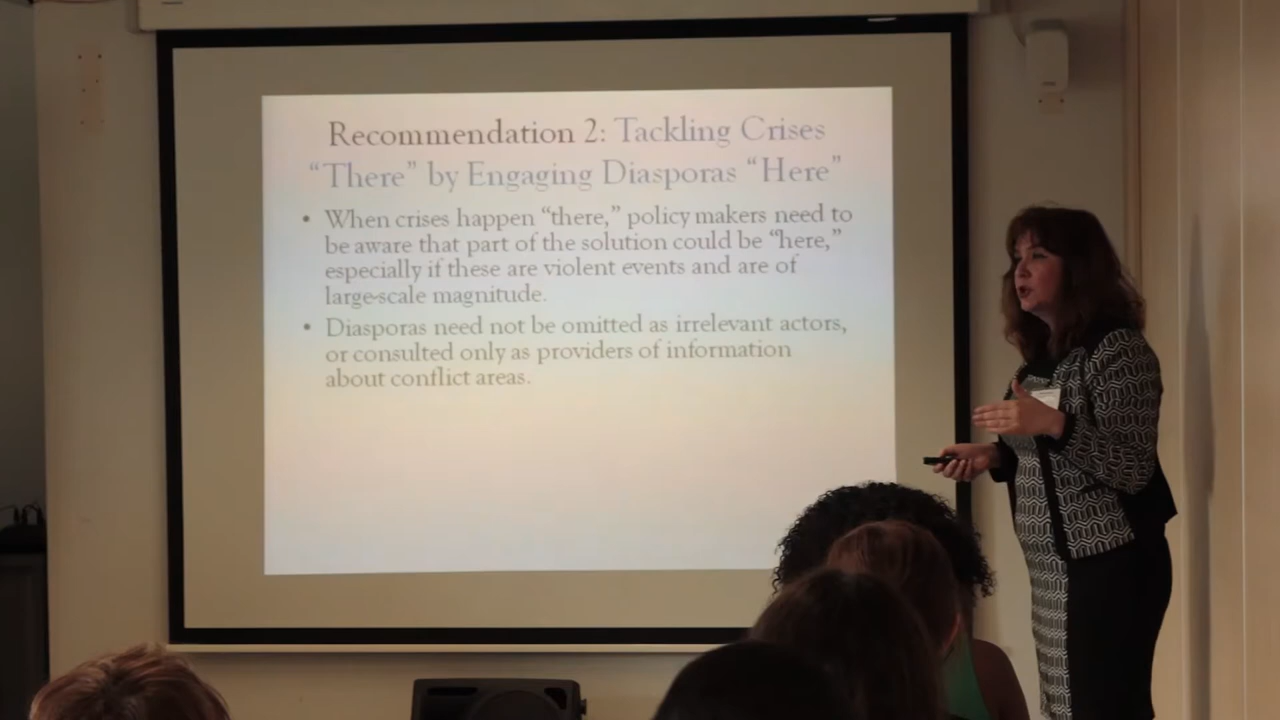 Recommendation 2: Tackling Crises
“There” by Engaging Diasporas “Here”
• When crises happen “there,” policy makers need to
be aware that part of the solution could be “here,”
especially if these are violent events and are of
large-scale magnitude.
• Diasporas need not be omitted as irrelevant actors,
or consulted only as providers of information
about conflict areas.